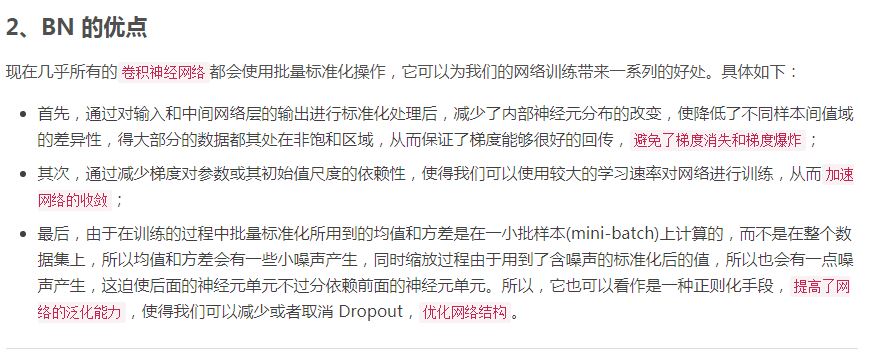 2、BN 的优点
现在几乎所有的 卷积神经网络 都会使用批量标准化操作，它可以为我们的网络训练带来一系列的好处。具体如下：
• 首先，通过对输入和中间网络层的输出进行标准化处理后，减少了内部神经元分布的改变，使降低了不同样本间值域
的差异性，得大部分的数据都其处在非饱和区域，从而保证了梯度能够很好的回传， 避免了梯度消失和梯度爆炸 ；
• 其次，通过减少梯度对参数或其初始值尺度的依赖性，使得我们可以使用较大的学习速率对网络进行训练，从而 加速
网络的收敛 ；
• 最后，由于在训练的过程中批量标准化所用到的均值和方差是在一小批样本(mini-batch)上计算的，而不是在整个数
据集上，所以均值和方差会有一些小噪声产生，同时缩放过程由于用到了含噪声的标准化后的值，所以也会有一点噪
声产生，这迫使后面的神经元单元不过分依赖前面的神经元单元。所以，它也可以看作是一种正则化手段， 提高了网
络的泛化能力 ，使得我们可以减少或者取消 Dropout， 优化网络结构 。